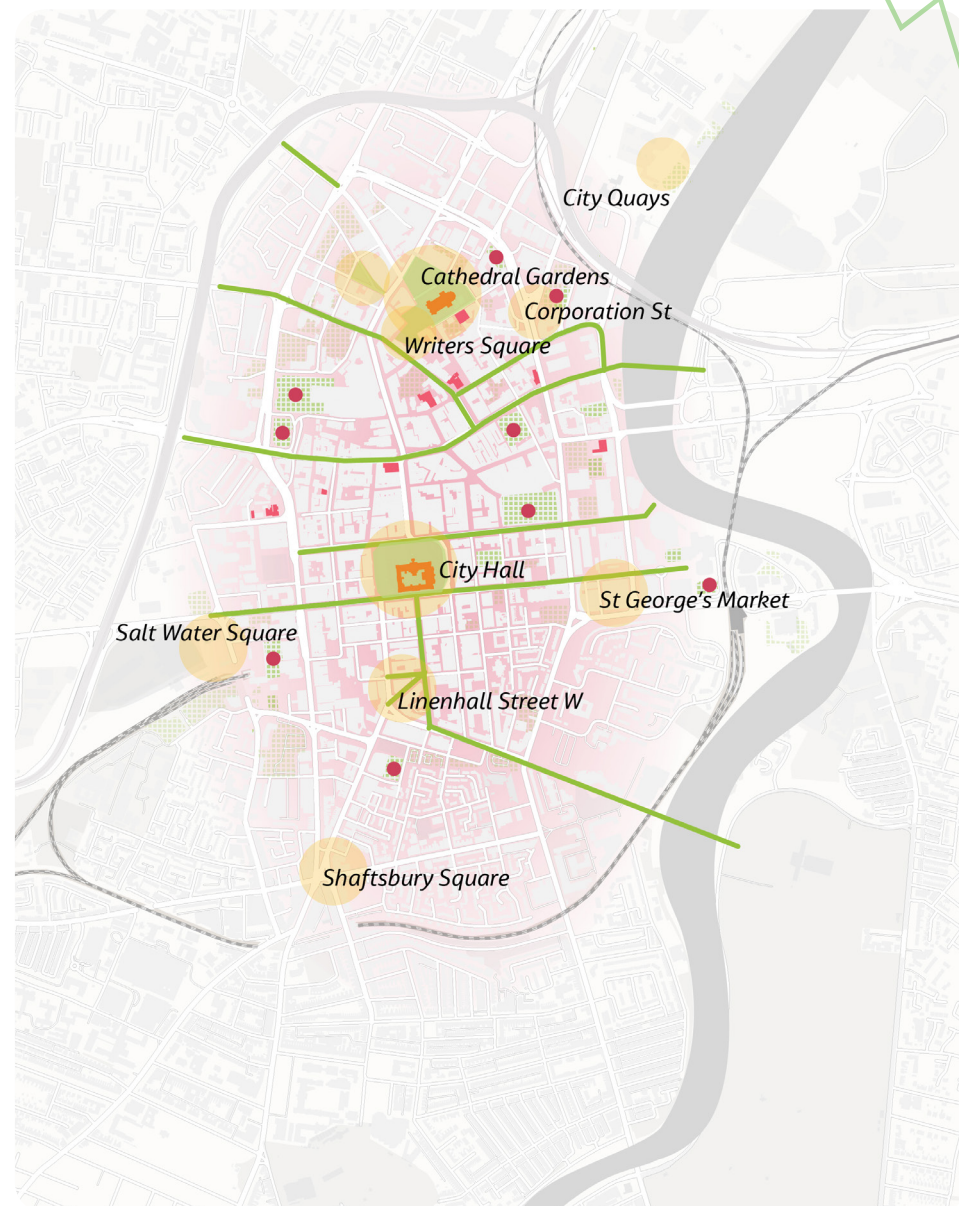 City Quays
Cathedral Gardens
Corporation St
Writers Square
City Hall
St George's Market
Salt Water Square
Linenhall Street W
Shaftsbury Square